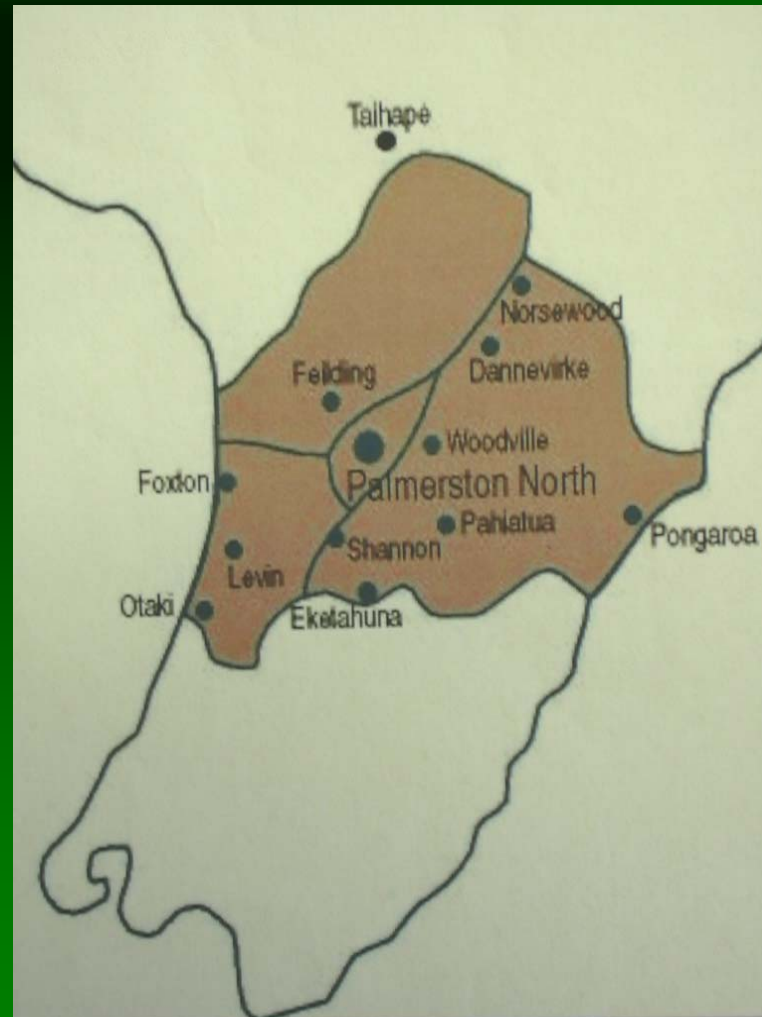 Taihape
Norsewood
Dannevirke
Feilding
Woodville
Foxton
Palmerston North
Pahiatua
Pongaroa
Shannon
Levin
Otaki
Eketahuna